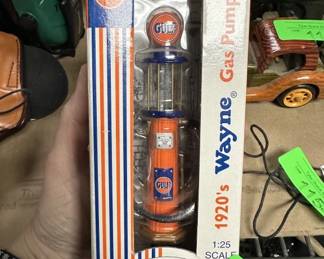 GULF
GULF
1920's Wayne® Gas Pump
1:25
SCALE